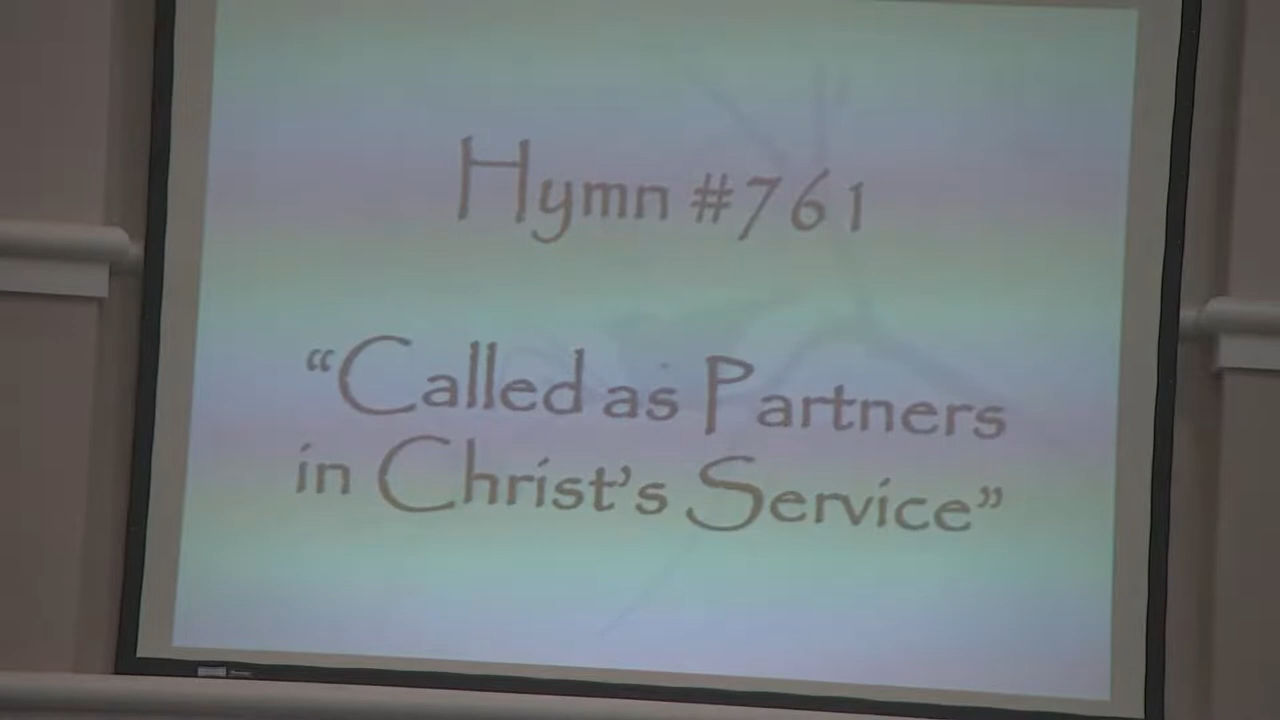 Hymn #761
“Called as Partners
in Christ’s Service”